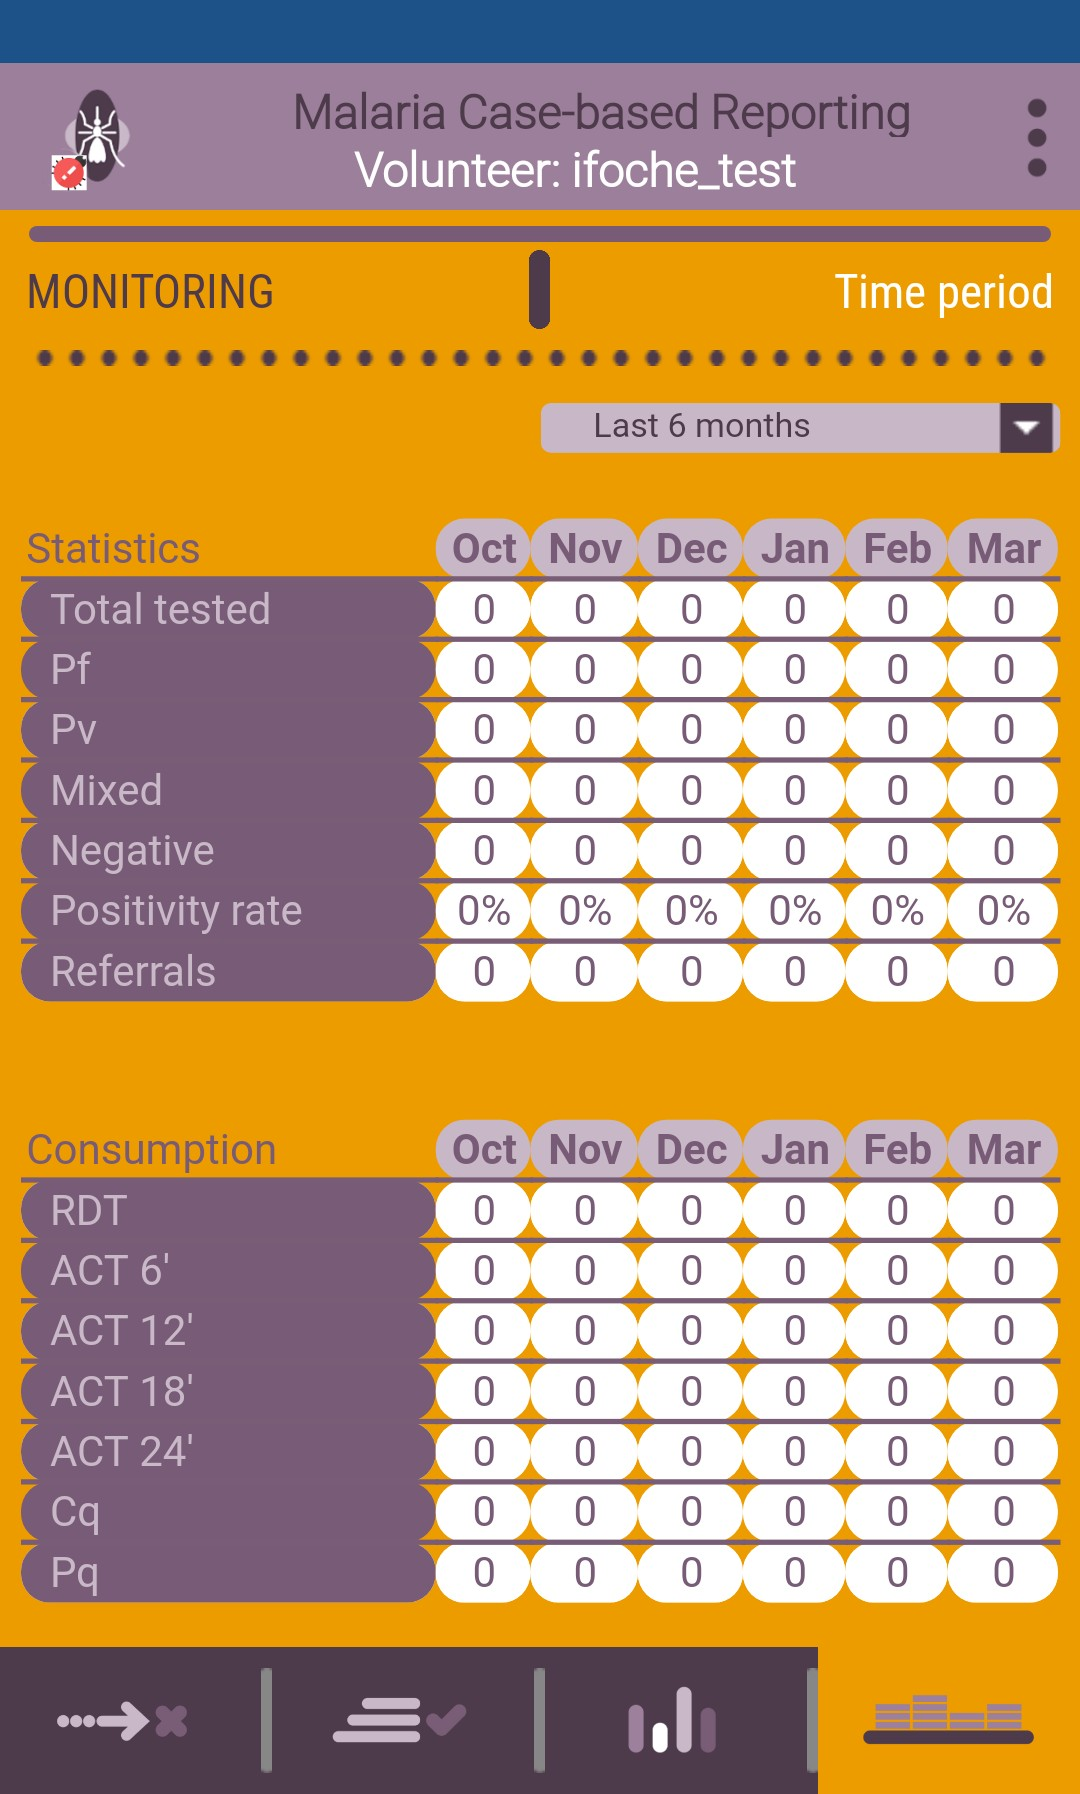 Malaria Case-based Reporting
Volunteer: ifoche_test
MONITORING Time period
Last 6 months
Statistics Oct Nov Dec Jan Feb Mar
Total tested 0 0 0 0 0 0
Pf 0 0 0 0 0 0
Pv 0 0 0 0 0 0
Mixed 0 0 0 0 0 0
Negative 0 0 0 0 0 0
Positivity rate 0% 0% 0% 0% 0% 0%
Referrals 0 0 0 0 0 0
Consumption Oct Nov Dec Jan Feb Mar
RDT 0 0 0 0 0 0
ACT 6' 0 0 0 0 0 0
ACT 12' 0 0 0 0 0 0
ACT 18' 0 0 0 0 0 0
ACT 24' 0 0 0 0 0 0
Cq 0 0 0 0 0 0
Pq 0 0 0 0 0 0